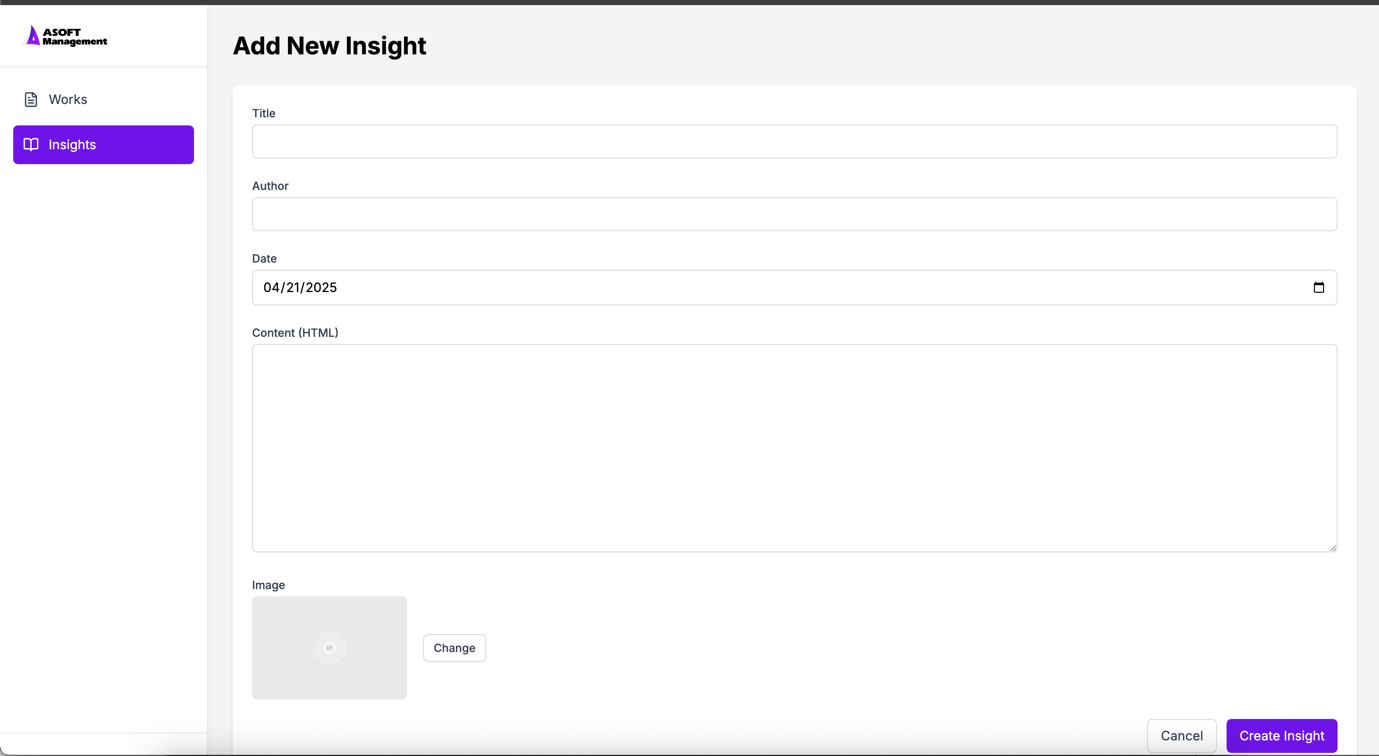 ASOFT
Management
Works
Insights
Add New Insight
Title
Author
Date
04/21/2025
Content (HTML)
Image
Change
Cancel
Create Insight